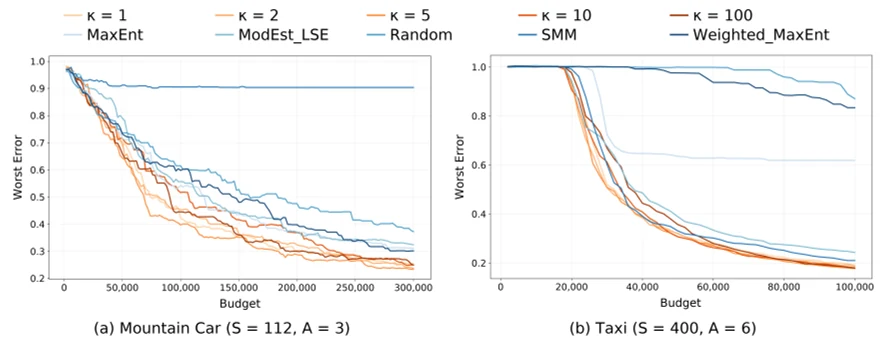 κ = 1 κ = 2 κ = 5 κ = 10 κ = 100
MaxEnt ModEst_LSE Random SMM Weighted_MaxEnt
Worst Error
1.0
0.9
0.8
0.7
0.6
0.5
0.4
0.3
0.2
0 50,000 100,000 150,000 200,000 250,000 300,000
Budget
(a) Mountain Car (S = 112, A = 3)
Worst Error
1.0
0.8
0.6
0.4
0.2
0 20,000 40,000 60,000 80,000 100,000
Budget
(b) Taxi (S = 400, A = 6)